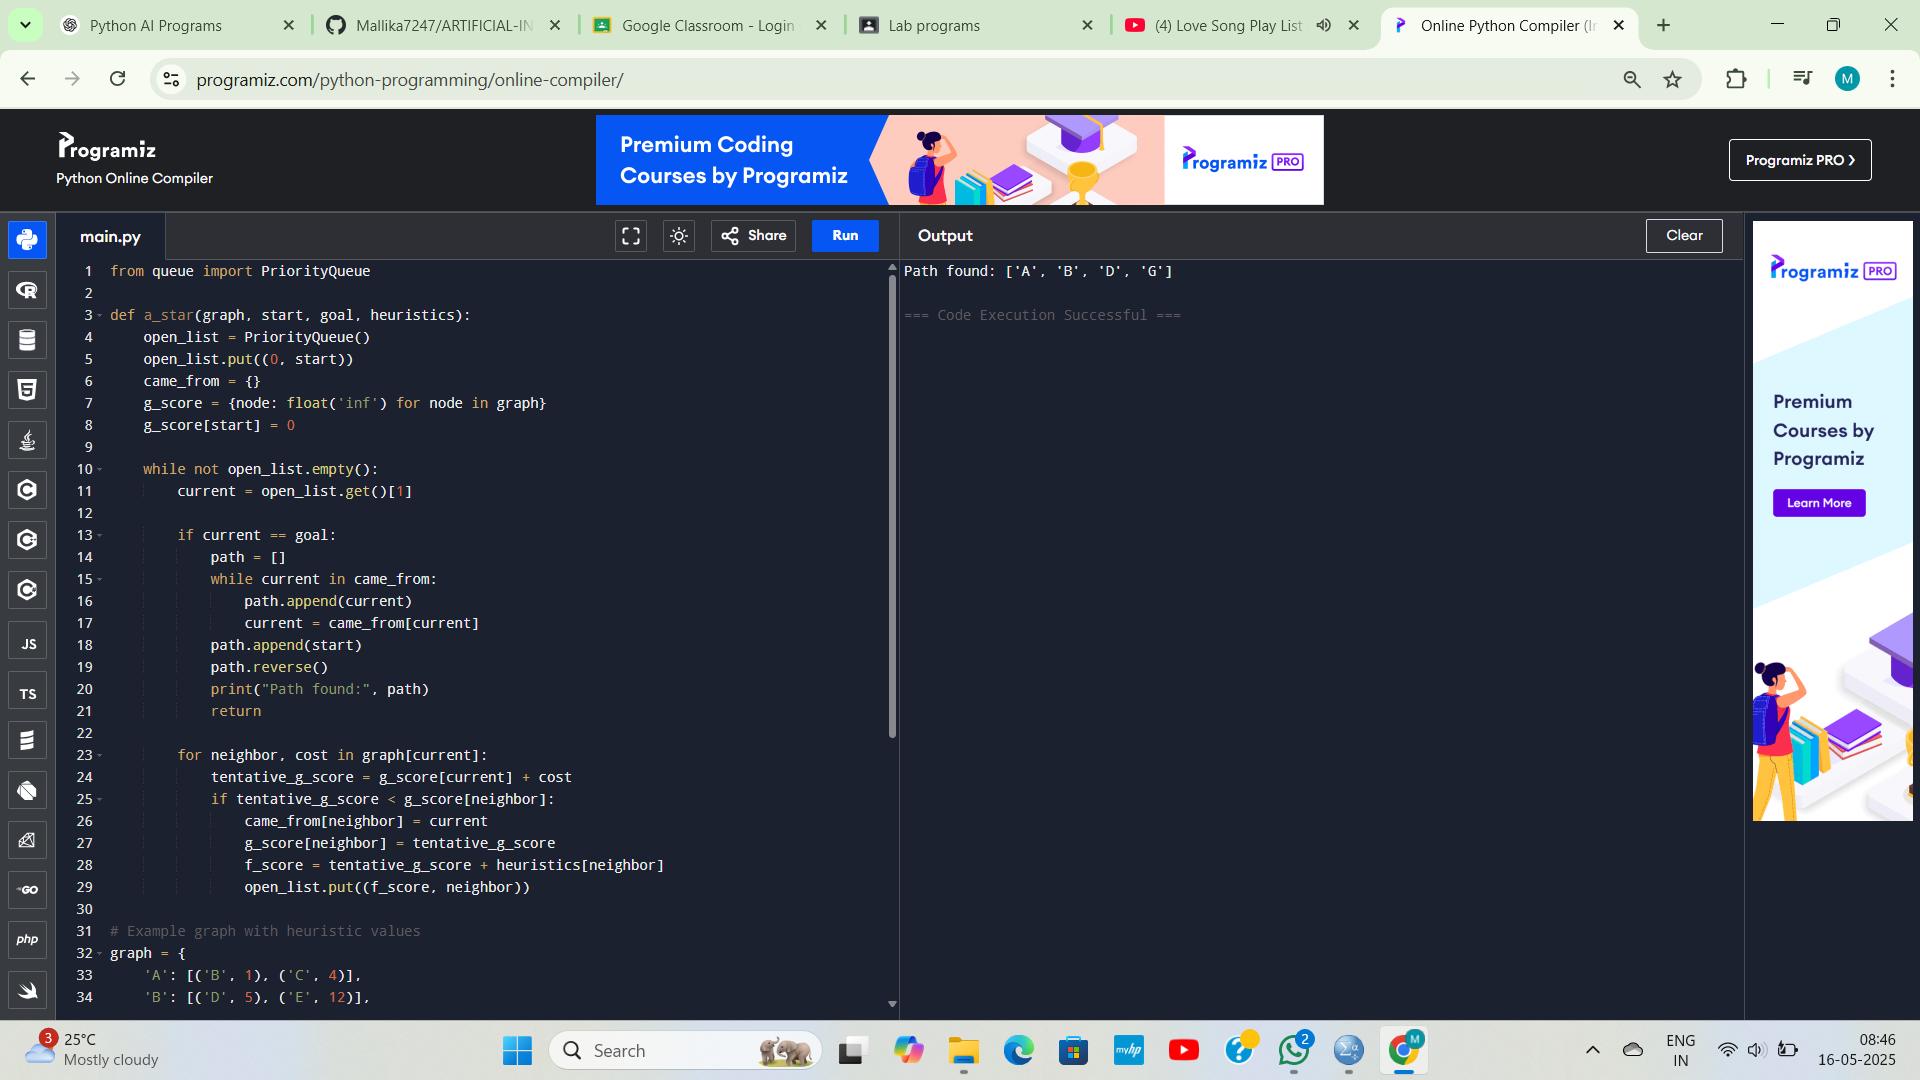 Python AI Programs
Mallika7247/ARTIFICIAL-IN
Google Classroom - Login
Lab programs
(4) Love Song Play List
Online Python Compiler (In
programiz.com/python-programming/online-compiler/
M
Programiz
Python Online Compiler
Premium Coding
Courses by Programiz
Programiz PRO
Programiz PRO ❯
main.py
Share
Run
Output
Clear
1 from queue import PriorityQueue
2
3 def a_star(graph, start, goal, heuristics):
4     open_list = PriorityQueue()
5     open_list.put((0, start))
6     came_from = {}
7     g_score = {node: float('inf') for node in graph}
8     g_score[start] = 0
9
10     while not open_list.empty():
11         current = open_list.get()[1]
12
13         if current == goal:
14             path = []
15             while current in came_from:
16                 path.append(current)
17                 current = came_from[current]
18             path.append(start)
19             path.reverse()
20             print("Path found:", path)
21             return
22
23         for neighbor, cost in graph[current]:
24             tentative_g_score = g_score[current] + cost
25             if tentative_g_score < g_score[neighbor]:
26                 came_from[neighbor] = current
27                 g_score[neighbor] = tentative_g_score
28                 f_score = tentative_g_score + heuristics[neighbor]
29                 open_list.put((f_score, neighbor))
30
31 # Example graph with heuristic values
32 graph = {
33     'A': [('B', 1), ('C', 4)],
34     'B': [('D', 5), ('E', 12)],
Path found: ['A', 'B', 'D', 'G']
=== Code Execution Successful ===
JS
TS
GO
php
Programiz PRO
Premium
Courses by
Programiz
Learn More
3
25°C
Mostly cloudy
Search
myhp
2
M
ENG
IN
08:46
16-05-2025